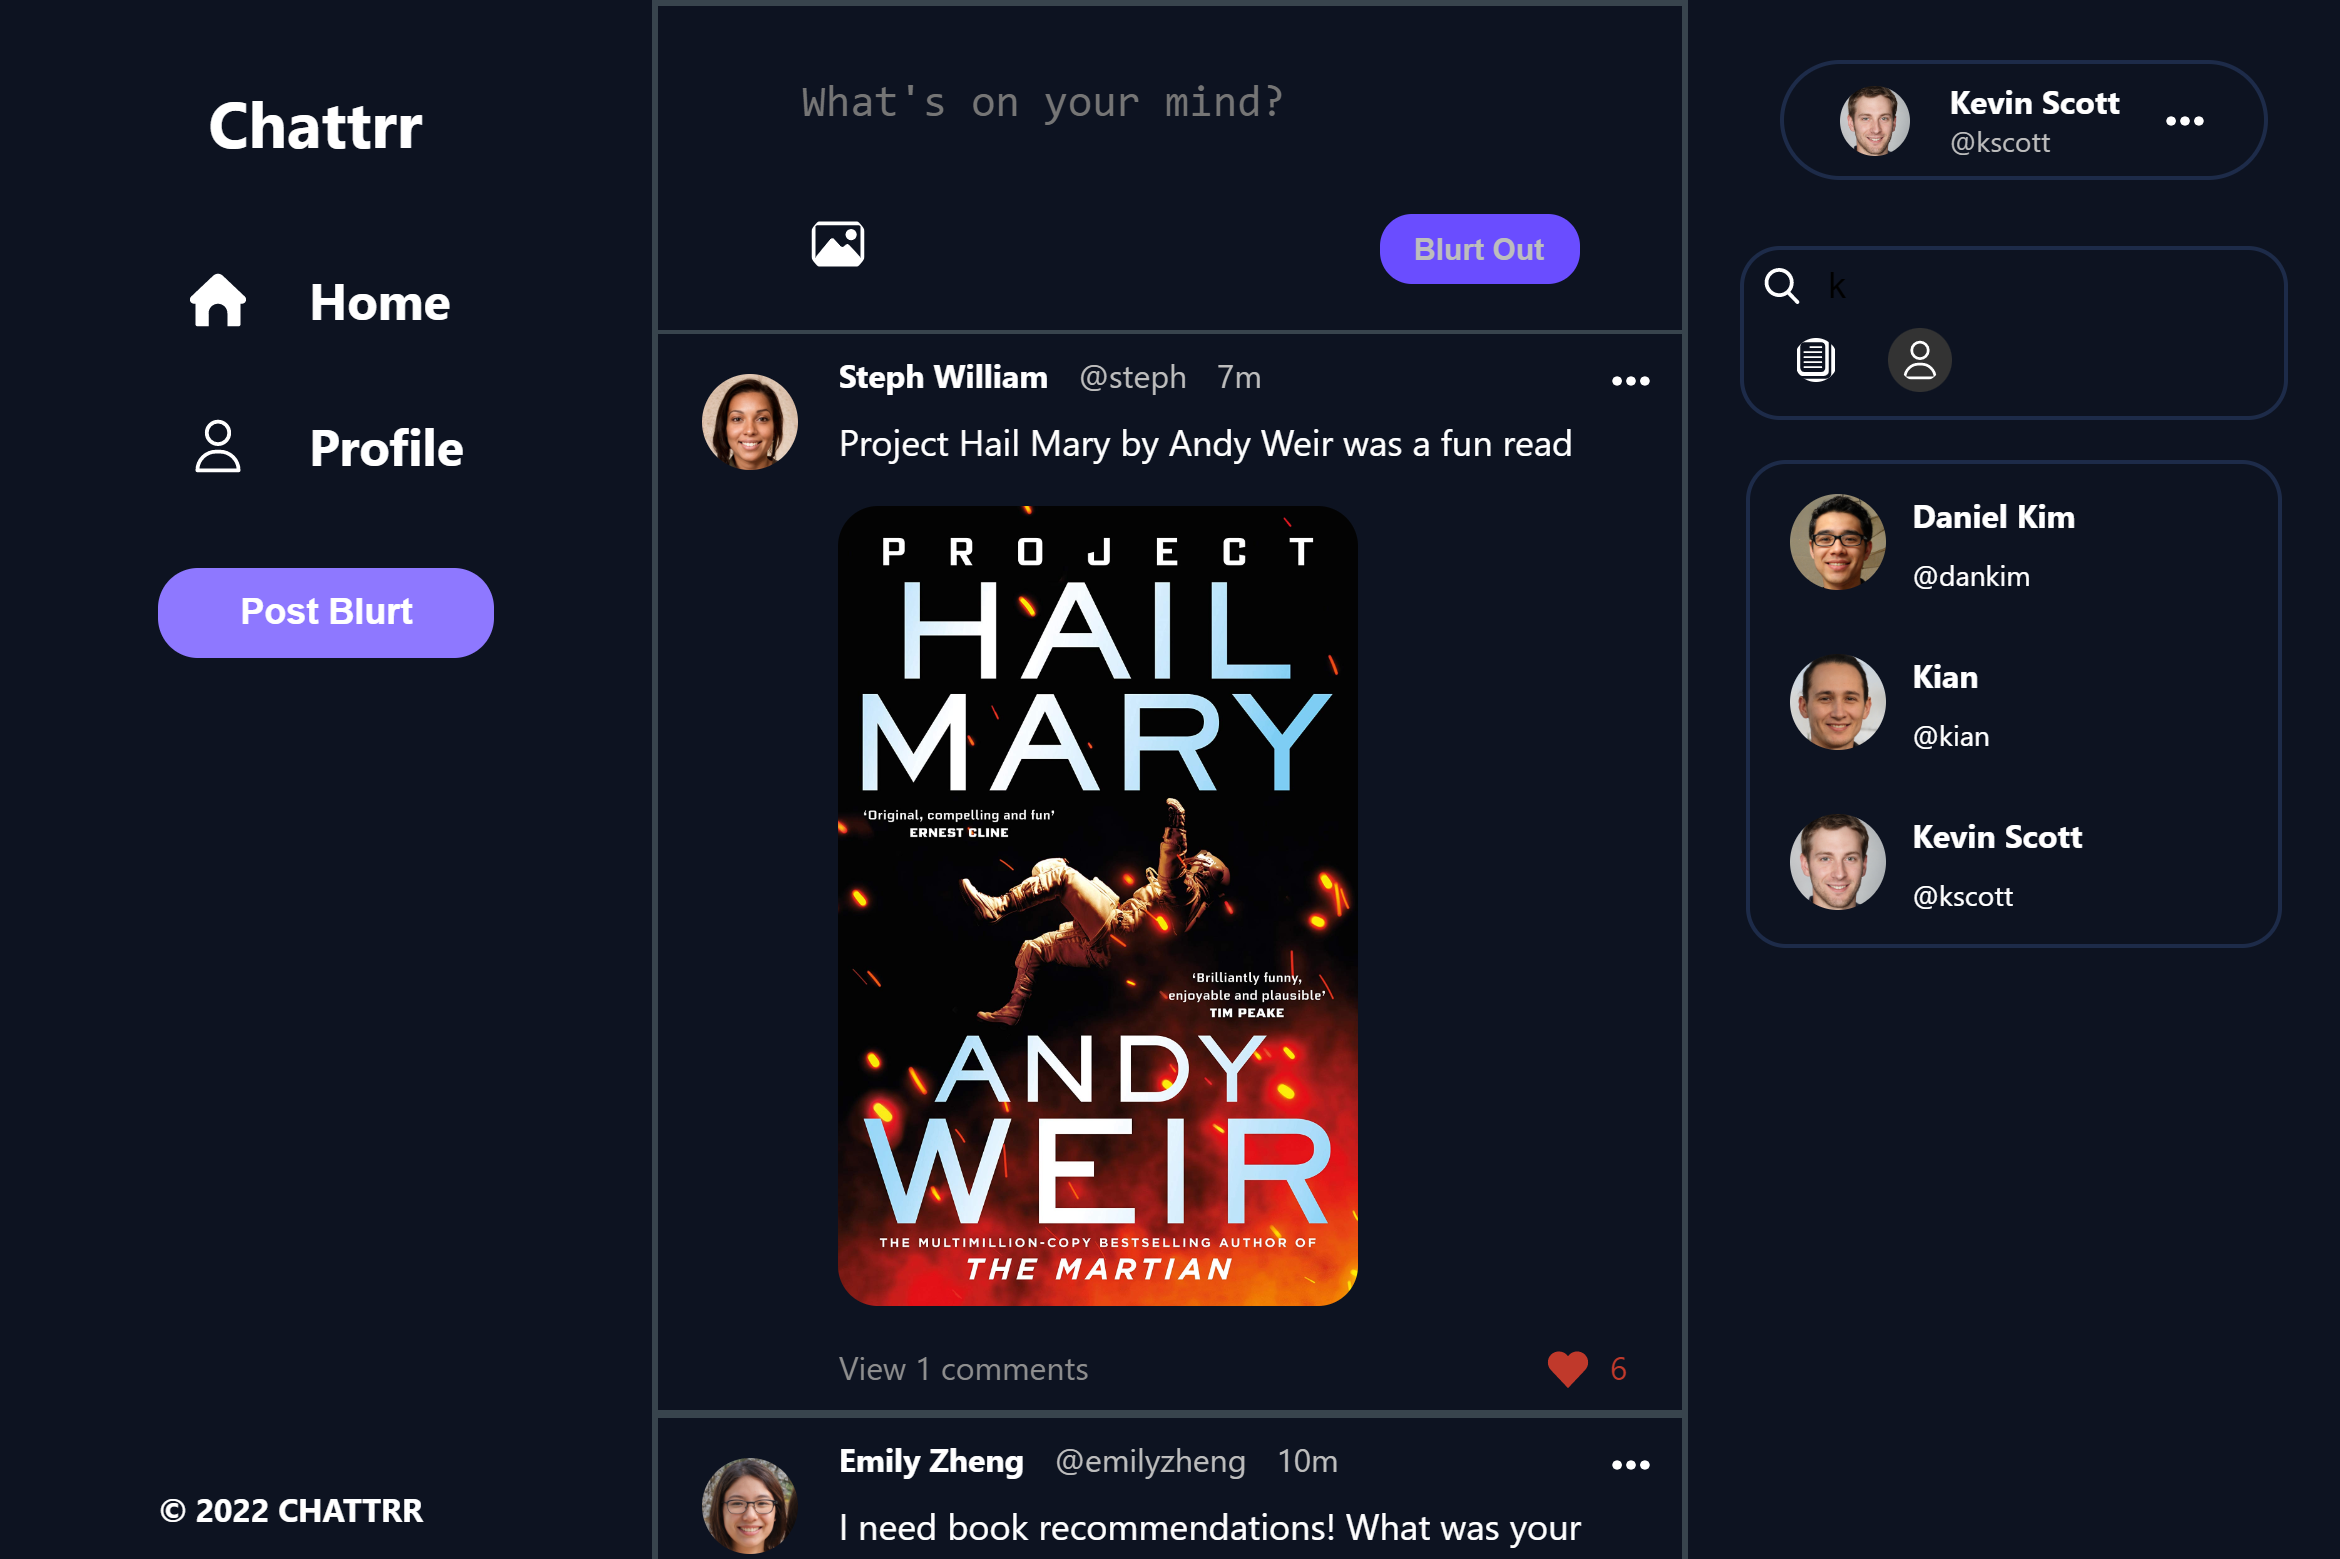 Chattrr
Home
Profile
Post Blurt
© 2022 CHATTRR
What's on your mind?
Blurt Out
Steph William @steph 7m
Project Hail Mary by Andy Weir was a fun read
PROJECT
HAIL
MARY
‘Original, compelling and fun’
ERNEST CLINE
‘Brilliantly funny,
enjoyable and plausible’
TIM PEAKE
ANDY
WEIR
THE MULTIMILLION-COPY BESTSELLING AUTHOR OF
THE MARTIAN
View 1 comments
6
Emily Zheng @emilyzheng 10m
I need book recommendations! What was your
Kevin Scott
@kscott
k
Daniel Kim
@dankim
Kian
@kian
Kevin Scott
@kscott